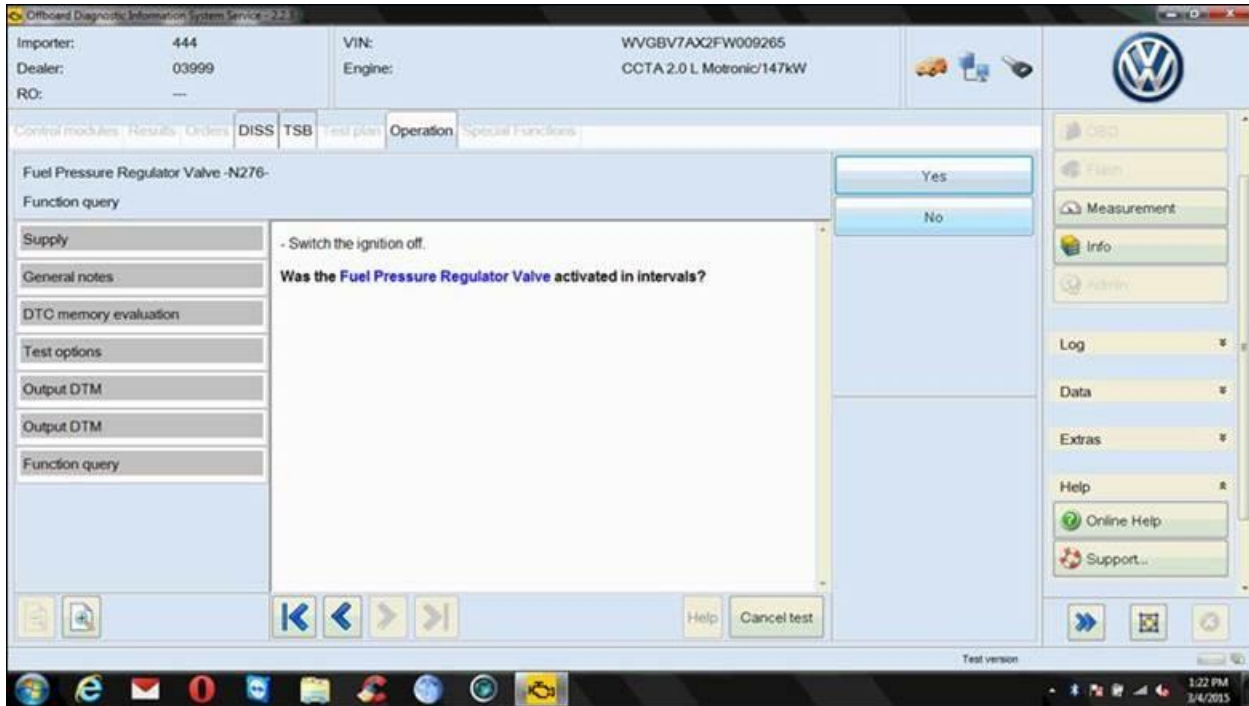 Offboard Diagnostic Information System Service - 2.2.
Importer: 444 VIN: WVGBV7AX2FW009265
Dealer: 03999 Engine: CCTA 2.0 L Motronic/147kW
RO: ---
Control modules Results Orders DISS TSB Test plan Operation Special Functions
Fuel Pressure Regulator Valve -N276-
Function query
Yes
No
Supply
General notes
DTC memory evaluation
Test options
Output DTM
Output DTM
Function query
- Switch the ignition off.
Was the Fuel Pressure Regulator Valve activated in intervals?
Help
Cancel test
OBD
Flash
Measurement
Info
Admin
Log
Data
Extras
Help
Online Help
Support...
Test version
1:22 PM
3/4/2015